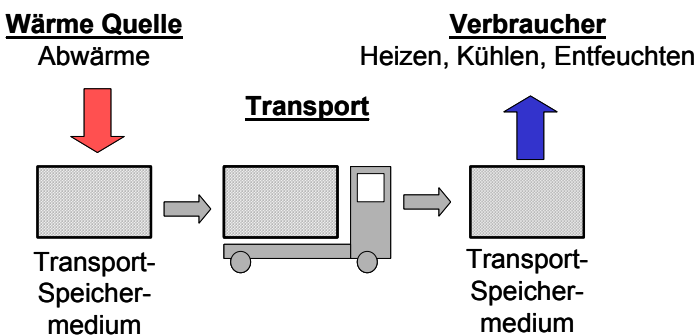 Wärme Quelle
Abwärme
Verbraucher
Heizen, Kühlen, Entfeuchten
Transport
Transport-
Speicher-
medium
Transport-
Speicher-
medium